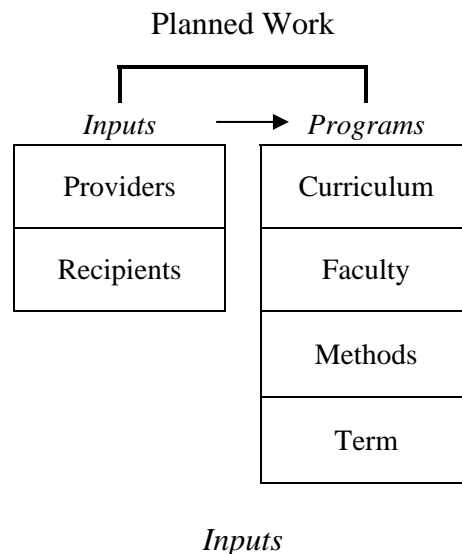 Planned Work
Inputs
Programs
Providers
Curriculum
Recipients
Faculty
Methods
Term
Inputs